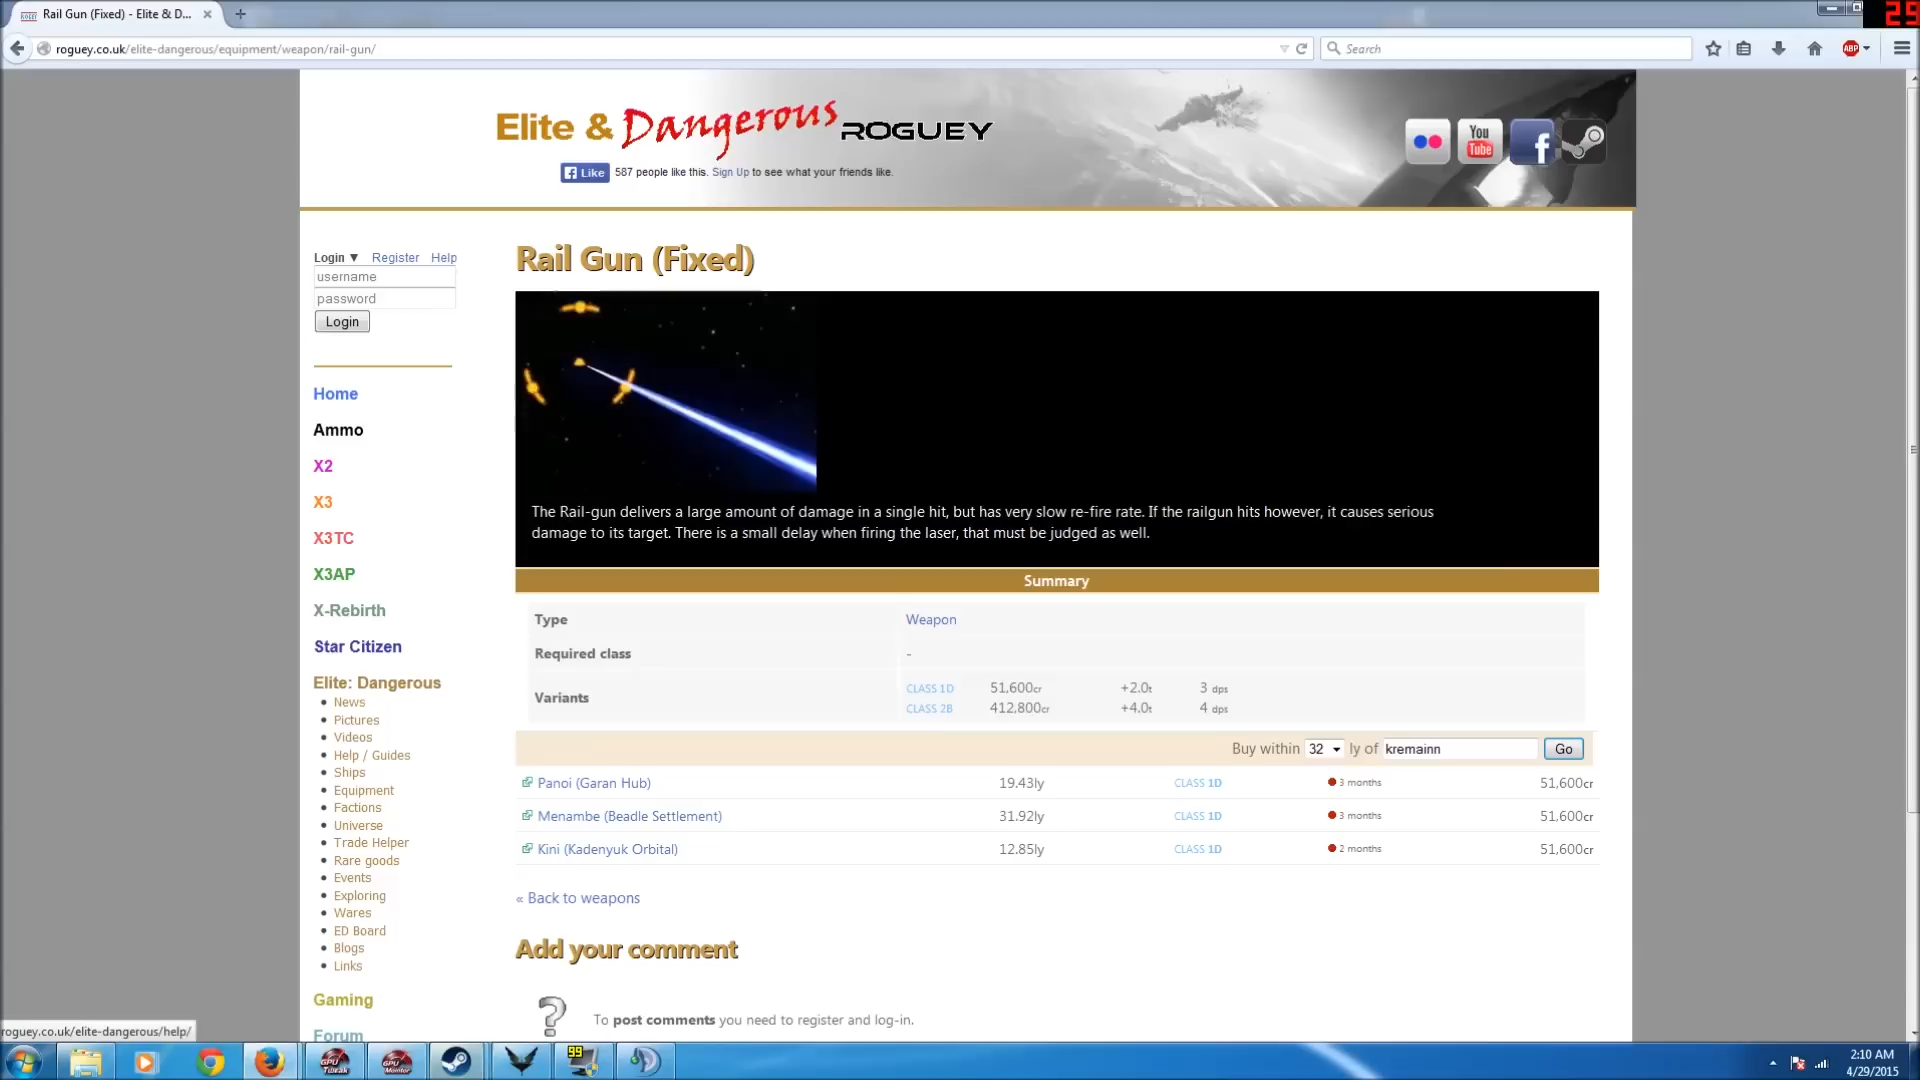 Rail Gun (Fixed) - Elite & D...
29
roguey.co.uk/elite-dangerous/equipment/weapon/rail-gun/
Search
ABP
Elite & Dangerous ROGUEY
You Tube
Like
587 people like this. Sign Up to see what your friends like.
Login ▼ Register Help
username
password
Login
Home
Ammo
X2
X3
X3TC
X3AP
X-Rebirth
Star Citizen
Elite: Dangerous
News
Pictures
Videos
Help / Guides
Ships
Equipment
Factions
Universe
Trade Helper
Rare goods
Events
Exploring
Wares
ED Board
Blogs
Links
Gaming
Forum
Rail Gun (Fixed)
The Rail-gun delivers a large amount of damage in a single hit, but has very slow re-fire rate. If the railgun hits however, it causes serious
damage to its target. There is a small delay when firing the laser, that must be judged as well.
Summary
Type Weapon
Required class -
Variants
CLASS 1D 51,600cr +2.0t 3 dps
CLASS 2B 412,800cr +4.0t 4 dps
Buy within 32 ly of kremainn Go
Panoi (Garan Hub) 19.43ly CLASS 1D 3 months 51,600cr
Menambe (Beadle Settlement) 31.92ly CLASS 1D 3 months 51,600cr
Kini (Kadenyuk Orbital) 12.85ly CLASS 1D 2 months 51,600cr
« Back to weapons
Add your comment
To post comments you need to register and log-in.
roguey.co.uk/elite-dangerous/help/
GPU Tweak
GPU Monitor
99
2:10 AM
4/29/2015